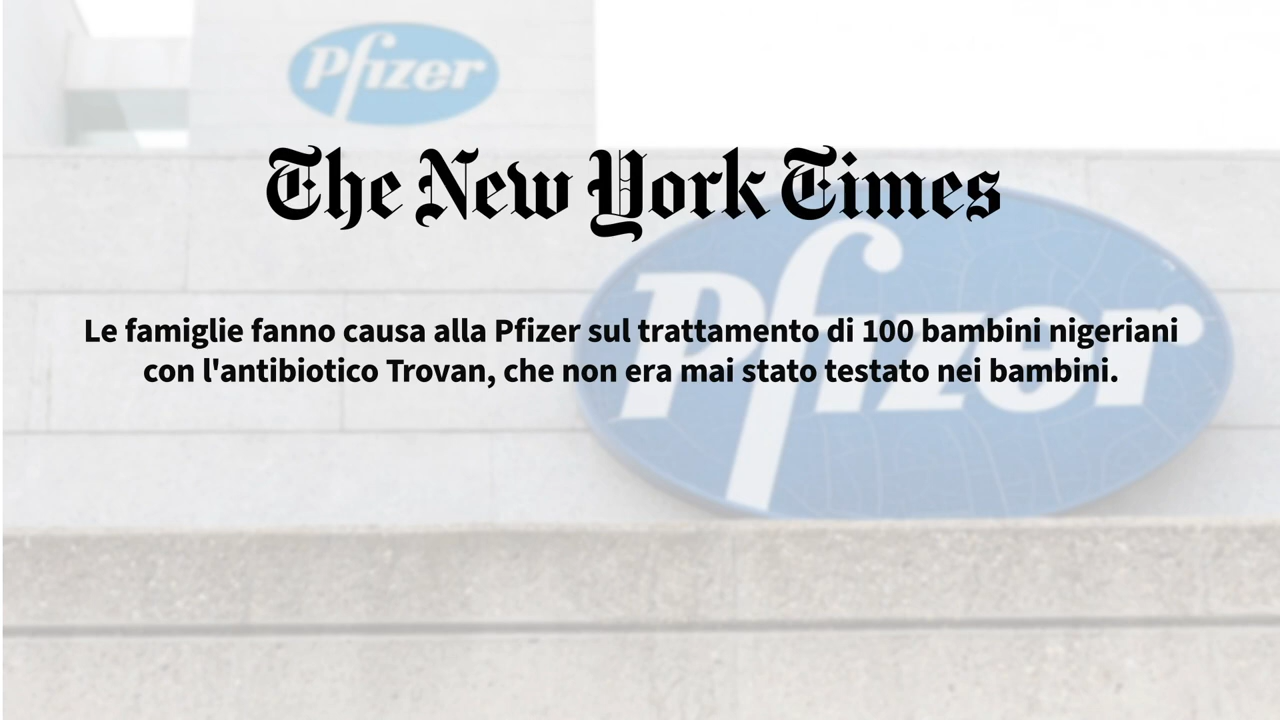 Pfizer
The New York Times
Pfizer
Le famiglie fanno causa alla Pfizer sul trattamento di 100 bambini nigeriani
con l'antibiotico Trovan, che non era mai stato testato nei bambini.